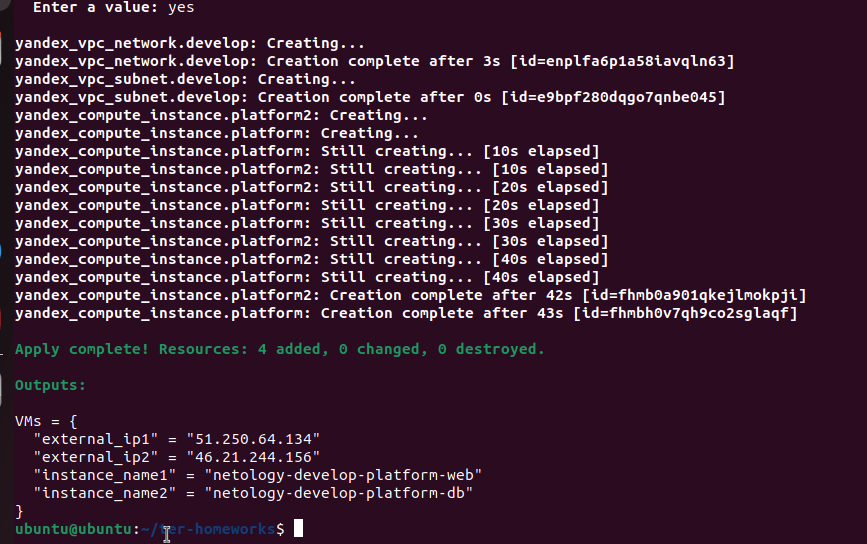 Enter a value: yes
yandex_vpc_network.develop: Creating...
yandex_vpc_network.develop: Creation complete after 3s [id=enplfa6p1a58iavqln63]
yandex_vpc_subnet.develop: Creating...
yandex_vpc_subnet.develop: Creation complete after 0s [id=e9bpf280dqgo7qnbe045]
yandex_compute_instance.platform2: Creating...
yandex_compute_instance.platform: Creating...
yandex_compute_instance.platform: Still creating... [10s elapsed]
yandex_compute_instance.platform2: Still creating... [10s elapsed]
yandex_compute_instance.platform2: Still creating... [20s elapsed]
yandex_compute_instance.platform: Still creating... [20s elapsed]
yandex_compute_instance.platform: Still creating... [30s elapsed]
yandex_compute_instance.platform2: Still creating... [30s elapsed]
yandex_compute_instance.platform2: Still creating... [40s elapsed]
yandex_compute_instance.platform: Still creating... [40s elapsed]
yandex_compute_instance.platform2: Creation complete after 42s [id=fhmb0a901qkejlmokpji]
yandex_compute_instance.platform: Creation complete after 43s [id=fhmbh0v7qh9co2sglaqf]
Apply complete! Resources: 4 added, 0 changed, 0 destroyed.
Outputs:
VMs = {
"external_ip1" = "51.250.64.134"
"external_ip2" = "46.21.244.156"
"instance_name1" = "netology-develop-platform-web"
"instance_name2" = "netology-develop-platform-db"
}
ubuntu@ubuntu:~/ter-homeworks$